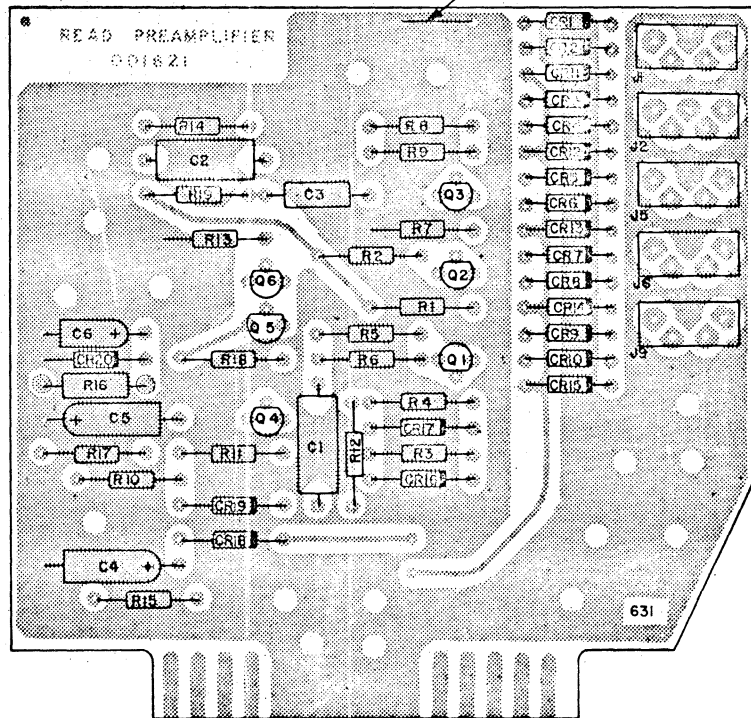 READ PREAMPLIFIER
001621
CR1
J1
R14
R8
J2
C2
R9
R19
C3
Q3
CR6
J5
R7
CR13
R13
R2
CR7
Q6
Q2
CR8
J6
R1
CR14
Q5
C6
R5
CR9
J9
CR20
R18
R6
Q1
CR10
R16
CR15
C5
Q4
R4
C1
R12
CR17
R17
R11
R3
R10
CR16
CR19
CR18
C4
R15
631